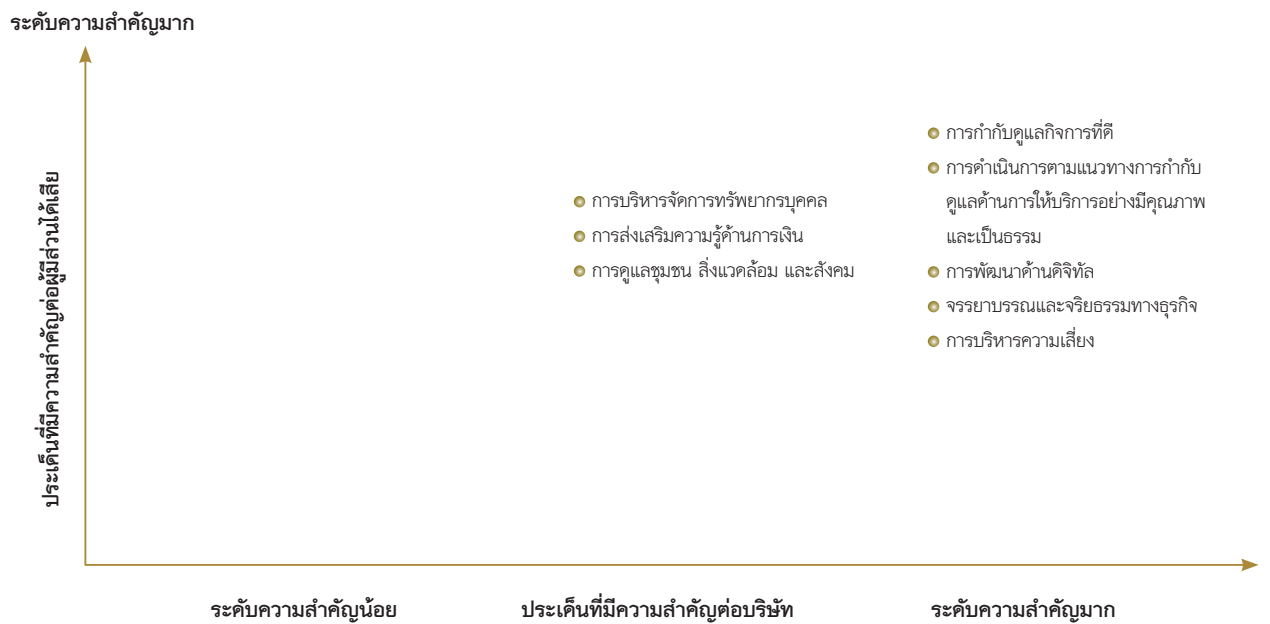 ระดับความสำคัญมาก
ประเด็นที่มีความสำคัญต่อผู้มีส่วนได้เสีย
การบริหารจัดการทรัพยากรบุคคล
การส่งเสริมความรู้ด้านการเงิน
การดูแลชุมชน สิ่งแวดล้อม และสังคม
การกำกับดูแลกิจการที่ดี
การดำเนินการตามแนวทางการกำกับ
ดูแลด้านการให้บริการอย่างมีคุณภาพ
และเป็นธรรม
การพัฒนาด้านดิจิทัล
จรรยาบรรณและจริยธรรมทางธุรกิจ
การบริหารความเสี่ยง
ระดับความสำคัญน้อย
ประเด็นที่มีความสำคัญต่อบริษัท
ระดับความสำคัญมาก